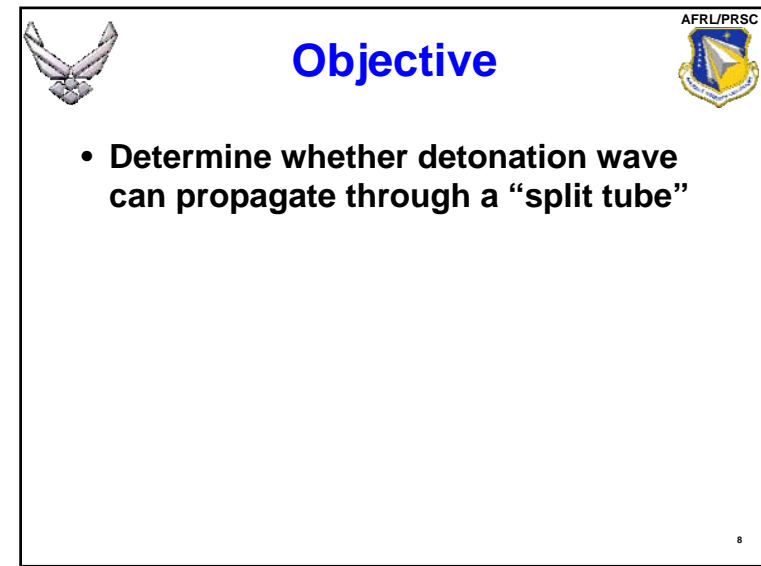 AFRL/PRSC
Objective
• Determine whether detonation wave
can propagate through a “split tube”
8